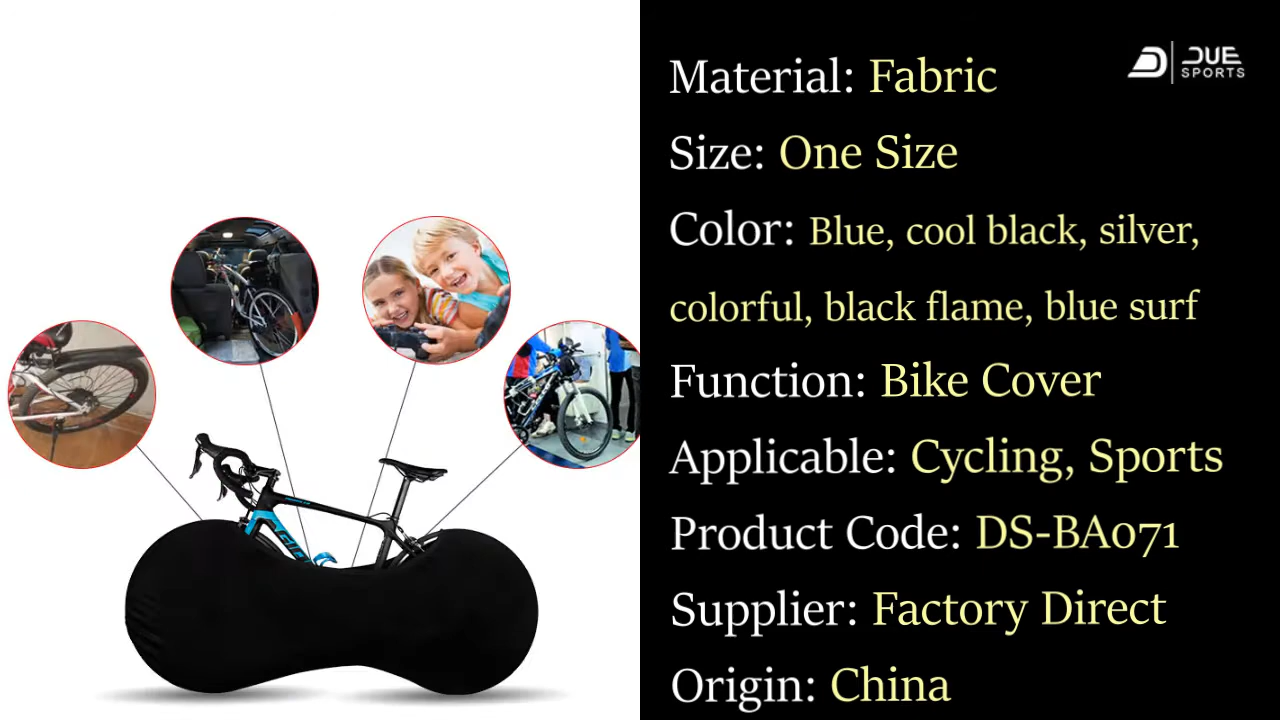 DUE
SPORTS
Material: Fabric
Size: One Size
Color: Blue, cool black, silver,
colorful, black flame, blue surf
Function: Bike Cover
Applicable: Cycling, Sports
Product Code: DS-BA071
Supplier: Factory Direct
Origin: China